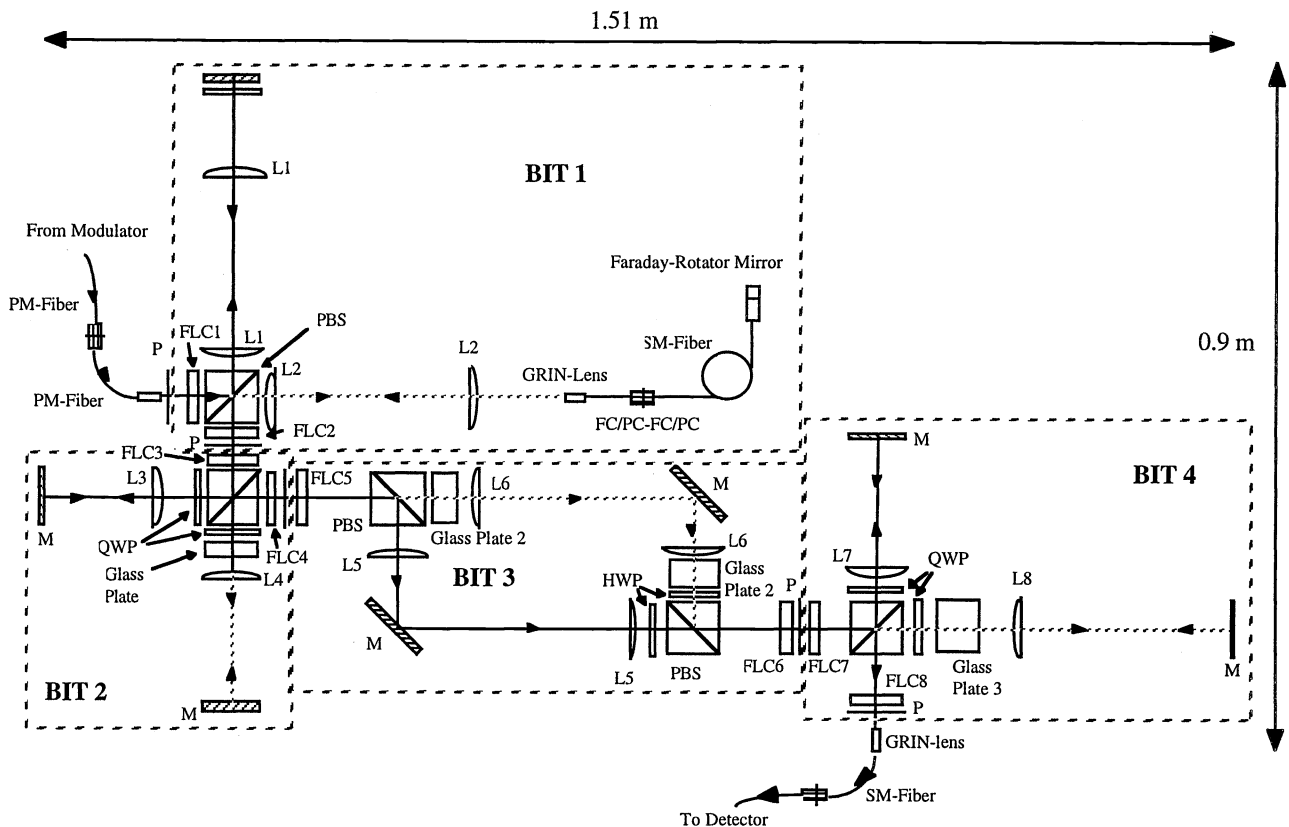 1.51 m
L1
BIT 1
From Modulator
Faraday-Rotator Mirror
PM-Fiber
FLC1
PBS
P
L1
L2
SM-Fiber
0.9 m
L2
GRIN-Lens
PM-Fiber
FC/PC-FC/PC
FLC2
P
FLC3
M
BIT 4
L3
FLC5
L6
M
PBS
Glass Plate 2
M
QWP
FLC4
L5
BIT 3
L6
Glass
Plate
L4
HWP
Glass
Plate 2
P
L7
QWP
L8
M
BIT 2
L5
PBS
FLC6
FLC7
Glass
Plate 3
M
FLC8
M
P
GRIN-lens
SM-Fiber
To Detector